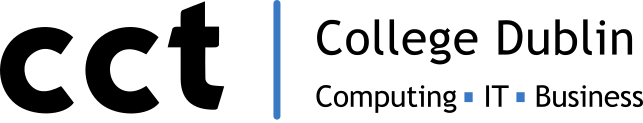 cct
College Dublin
Computing ▪ IT ▪ Business